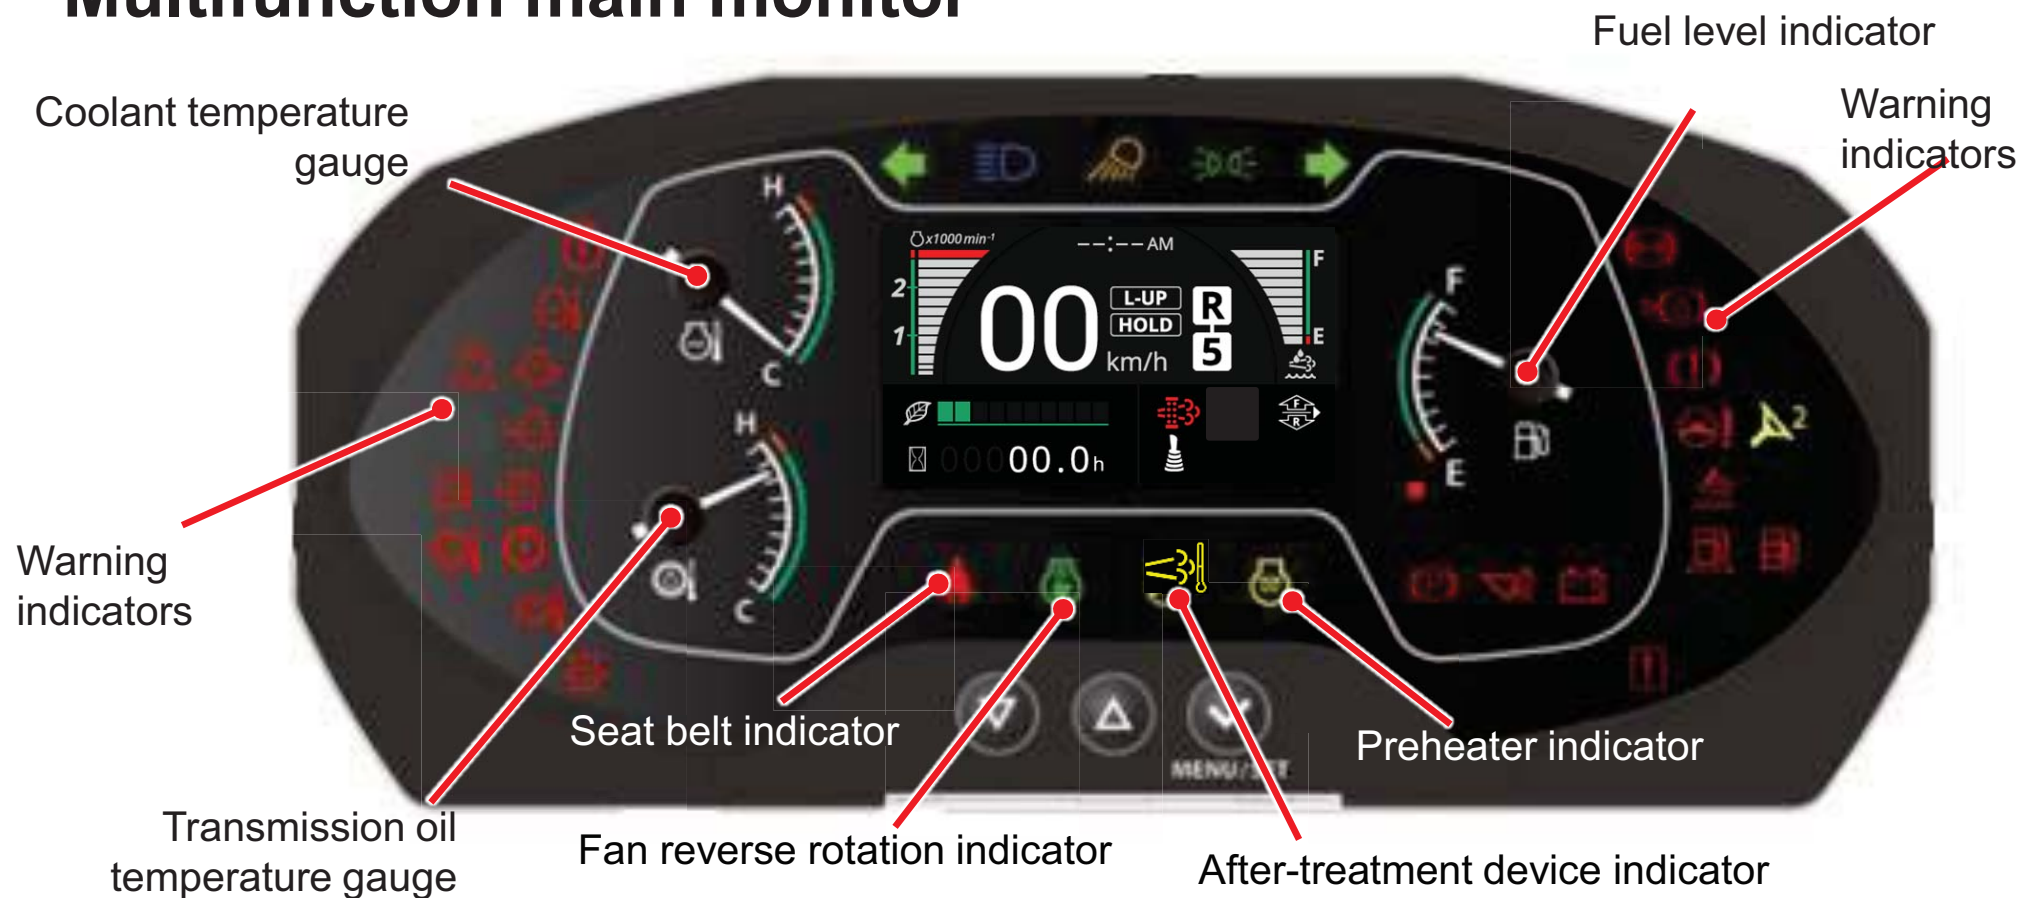 Multifunction main monitor
Fuel level indicator
Coolant temperature
gauge
Warning
indicators
H
C
x1000 min-1
2
1
--:-- AM
00
km/h
L-UP
HOLD
R
5
F
E
F
R
00000.0h
H
C
F
E
2
Warning
indicators
Seat belt indicator
Preheater indicator
MENU/SET
Transmission oil
temperature gauge
Fan reverse rotation indicator
After-treatment device indicator